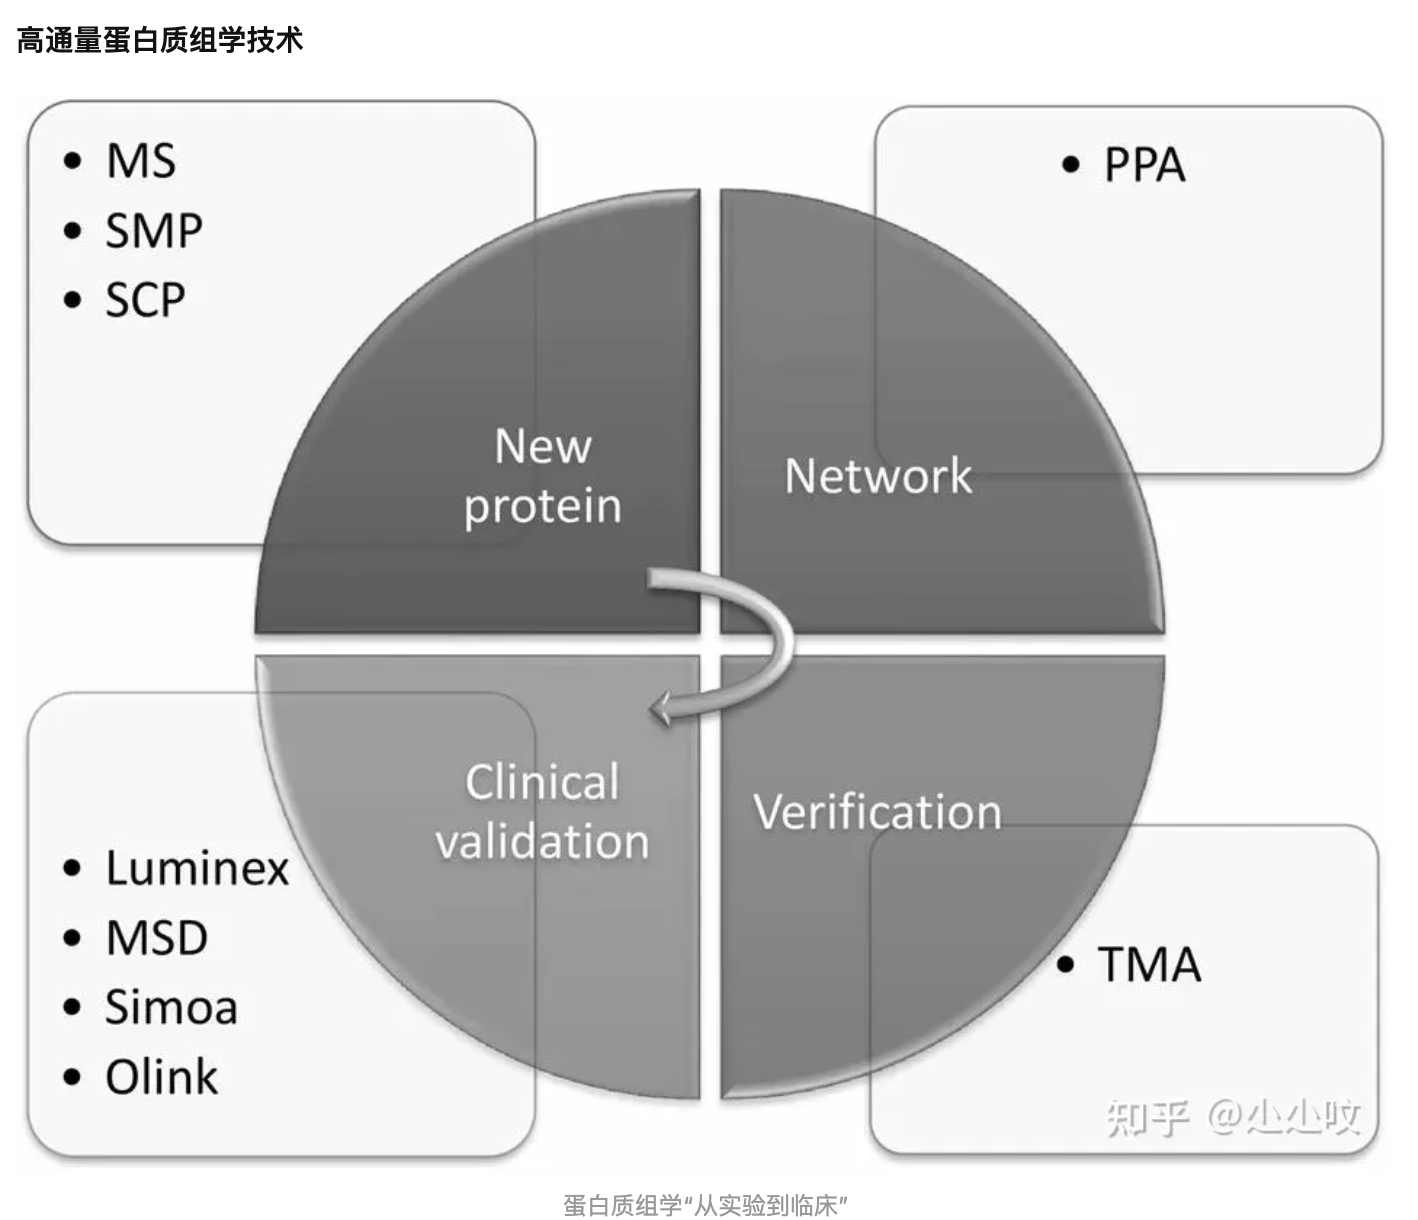 高通量蛋白质组学技术
• MS
• SMP
• SCP
• PPA
New
protein
Network
Clinical
validation
Verification
• Luminex
• MSD
• Simoa
• Olink
• TMA
知乎 @小小哎
蛋白质组学“从实验到临床”